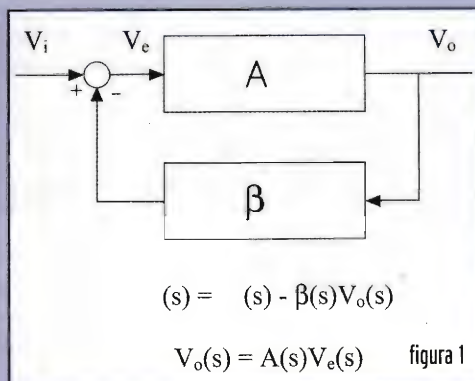 Vᵢ Vₑ A Vₒ
+ -
β
(s) = (s) - β(s)Vₒ(s)
Vₒ(s) = A(s)Vₑ(s) figura 1